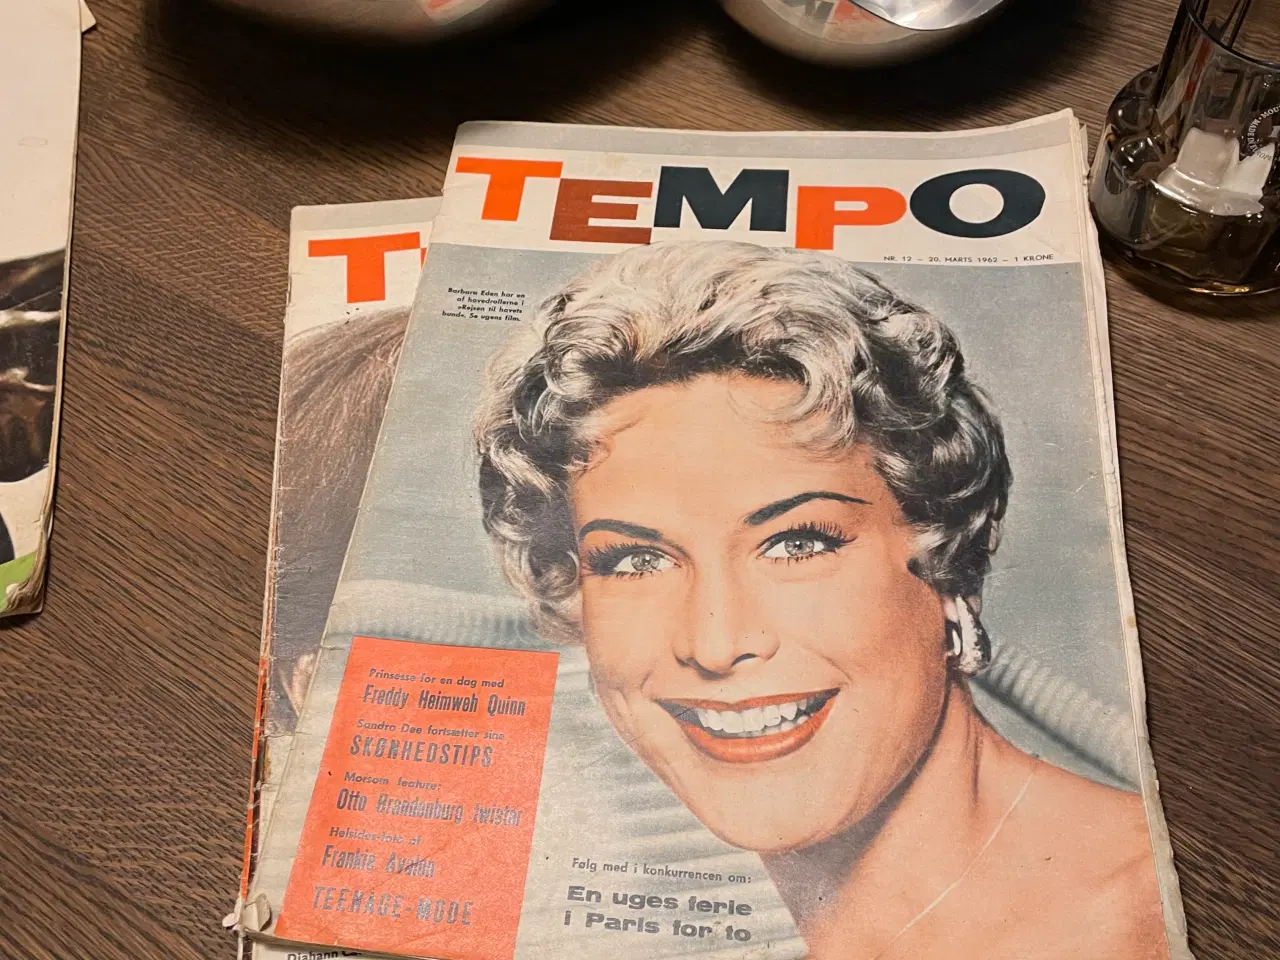 TEMPO
NR. 12 – 20. MARTS 1962 – 1 KRONE
Barbara Eden har en
af hovedrollerne i
»Rejsen til havets
bund«. Se ugens film.
Prinsesse for en dag med
Freddy Heimweh Quinn
Sandra Dee fortsætter sine
SKØNHEDSTIPS
Morsom feature:
Otto Brandenburg twister
Helsides-foto af
Frankie Avalon
TEENAGE-MODE
Følg med i konkurrencen om:
En uges ferie
i Paris for to
T